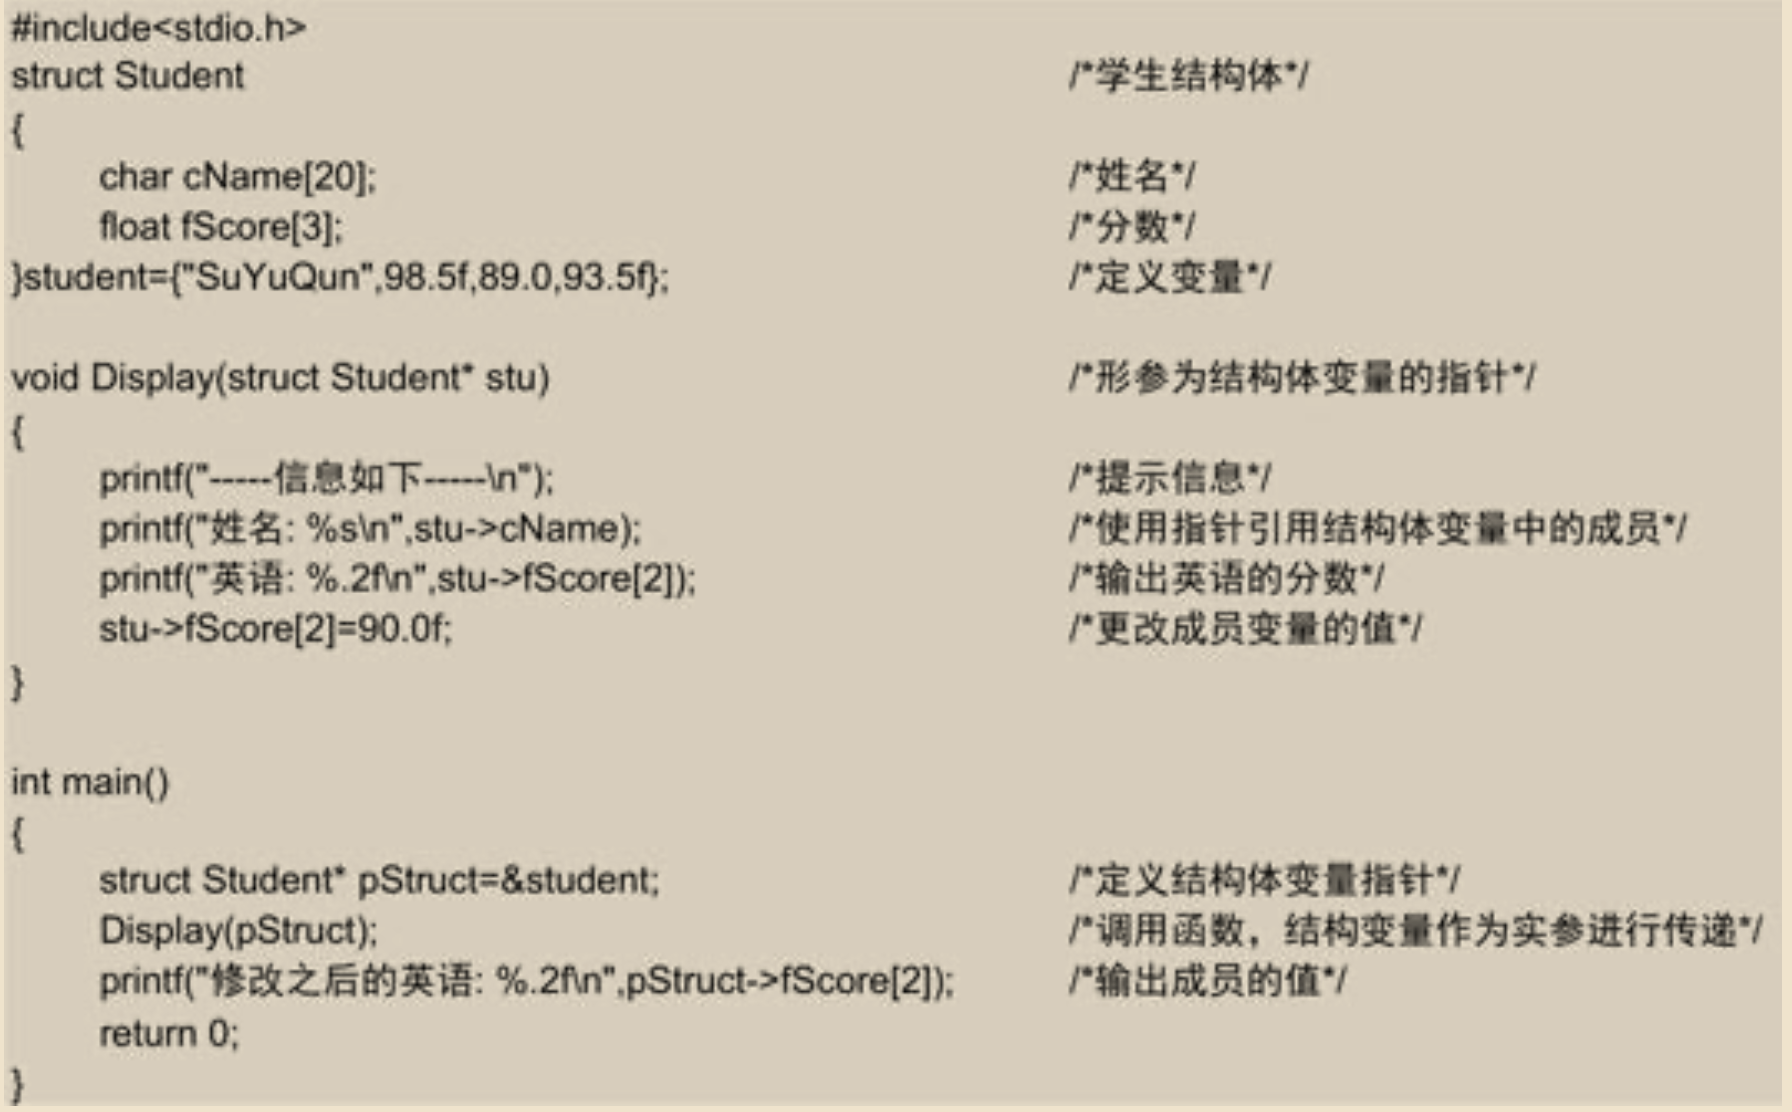 #include<stdio.h>
struct Student /*学生结构体*/
{
char cName[20]; /*姓名*/
float fScore[3]; /*分数*/
}student={"SuYuQun",98.5f,89.0,93.5f}; /*定义变量*/
void Display(struct Student* stu) /*形参为结构体变量的指针*/
{
printf("-----信息如下-----\n"); /*提示信息*/
printf("姓名: %s\n",stu->cName); /*使用指针引用结构体变量中的成员*/
printf("英语: %.2f\n",stu->fScore[2]); /*输出英语的分数*/
stu->fScore[2]=90.0f; /*更改成员变量的值*/
}
int main()
{
struct Student* pStruct=&student; /*定义结构体变量指针*/
Display(pStruct); /*调用函数，结构变量作为实参进行传递*/
printf("修改之后的英语: %.2f\n",pStruct->fScore[2]); /*输出成员的值*/
return 0;
}